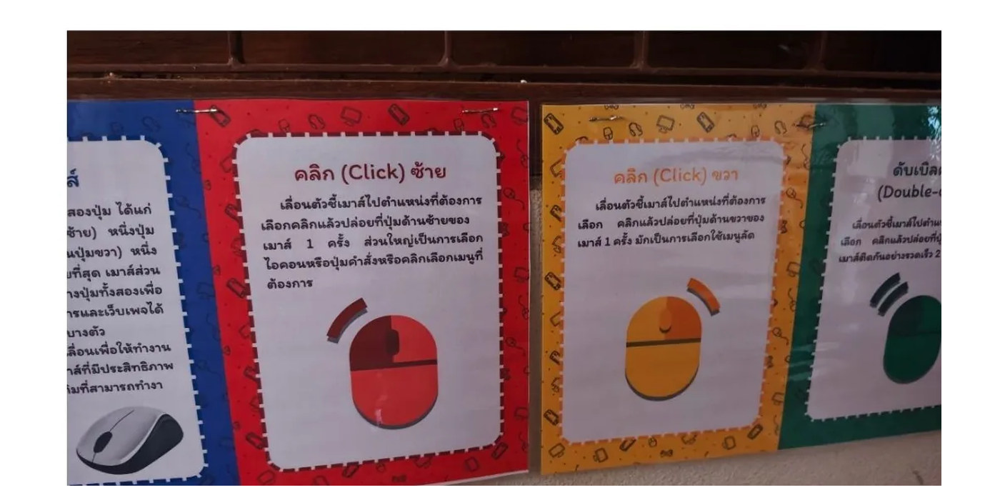 ส์
สองปุ่ม ได้แก่
ซ้าย) หนึ่งปุ่ม
ปุ่มขวา) หนึ่ง
ที่สุด เมาส์ส่วน
างปุ่มทั้งสองเพื่อ
ารและเว็บเพจได้
บางตัว
ลื่อนเพื่อให้ทำงาน
าส์ที่มีประสิทธิภาพ
ที่สามารถทำงา
คลิก (Click) ซ้าย
เลื่อนตัวชี้เมาส์ไปตำแหน่งที่ต้องการ
เลือกคลิกแล้วปล่อยที่ปุ่มด้านซ้ายของ
เมาส์ 1 ครั้ง ส่วนใหญ่เป็นการเลือก
ไอคอนหรือปุ่มคำสั่งหรือคลิกเลือกเมนูที่
ต้องการ
คลิก (Click) ขวา
เลื่อนตัวชี้เมาส์ไปตำแหน่งที่ต้องการ
เลือก คลิกแล้วปล่อยที่ปุ่มด้านขวาของ
เมาส์ 1 ครั้ง มักเป็นการเลือกใช้เมนูลัด
ดับเบิล
(Double-
เลื่อนตัวชี้เมาส์ไปตำ
เลือก คลิกแล้วปล่อยที่
เมาส์ติดกันอย่างรวดเร็ว 2